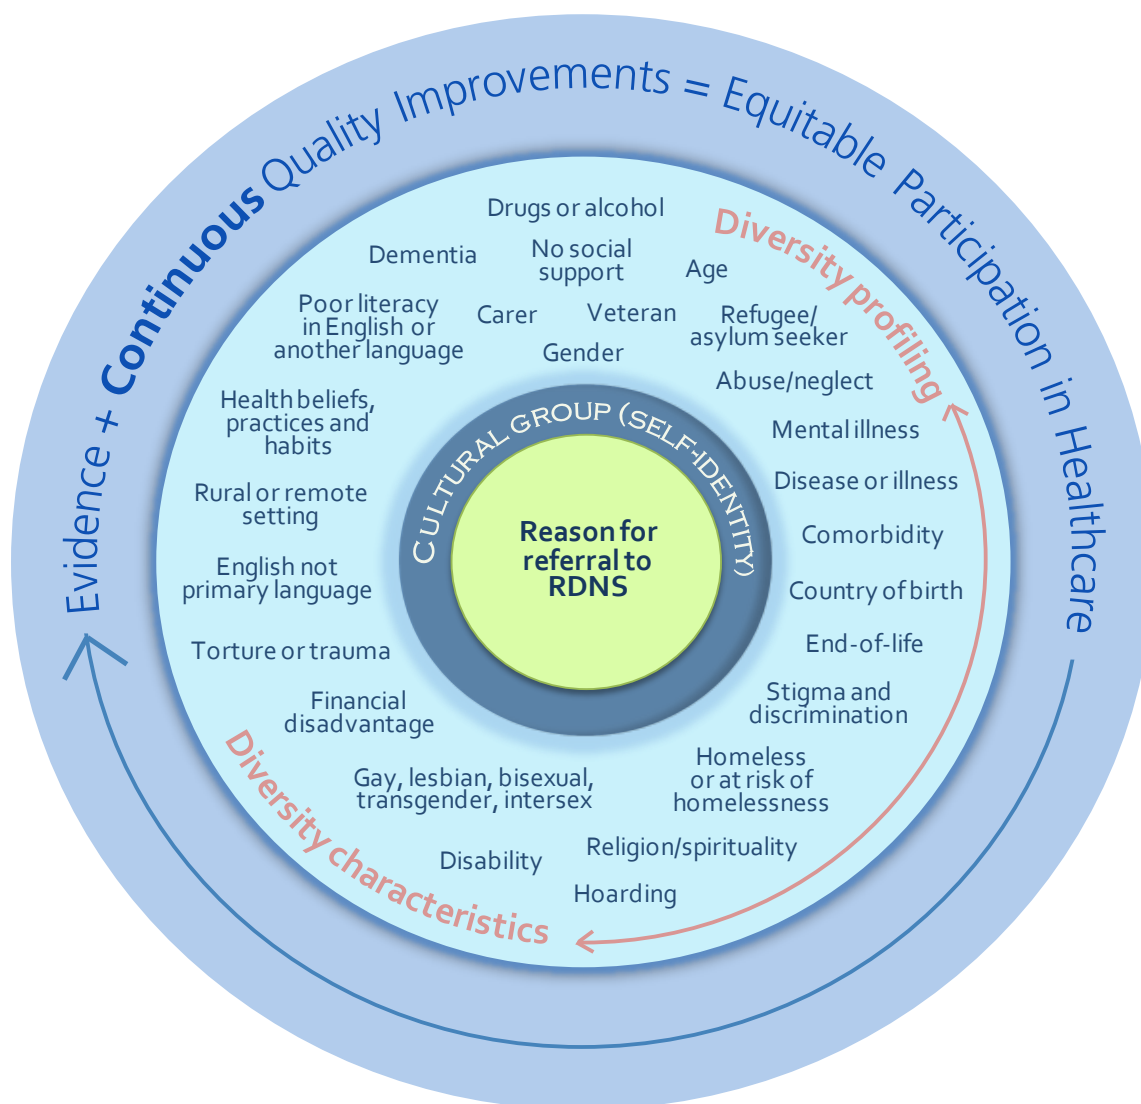 Evidence + Continuous Quality Improvements = Equitable Participation in Healthcare
Diversity profiling
Drugs or alcohol
Dementia
No social
support
Age
Poor literacy
in English or
another language
Carer
Veteran
Refugee/
asylum seeker
Gender
Abuse/neglect
Health beliefs,
practices and
habits
Mental illness
Rural or remote
setting
Disease or illness
Comorbidity
English not
primary language
Country of birth
Torture or trauma
End-of-life
Financial
disadvantage
Stigma and
discrimination
Gay, lesbian, bisexual,
transgender, intersex
Homeless
or at risk of
homelessness
Disability
Religion/spirituality
Hoarding
Diversity characteristics
CULTURAL GROUP (SELF-IDENTITY)
Reason for
referral to
RDNS